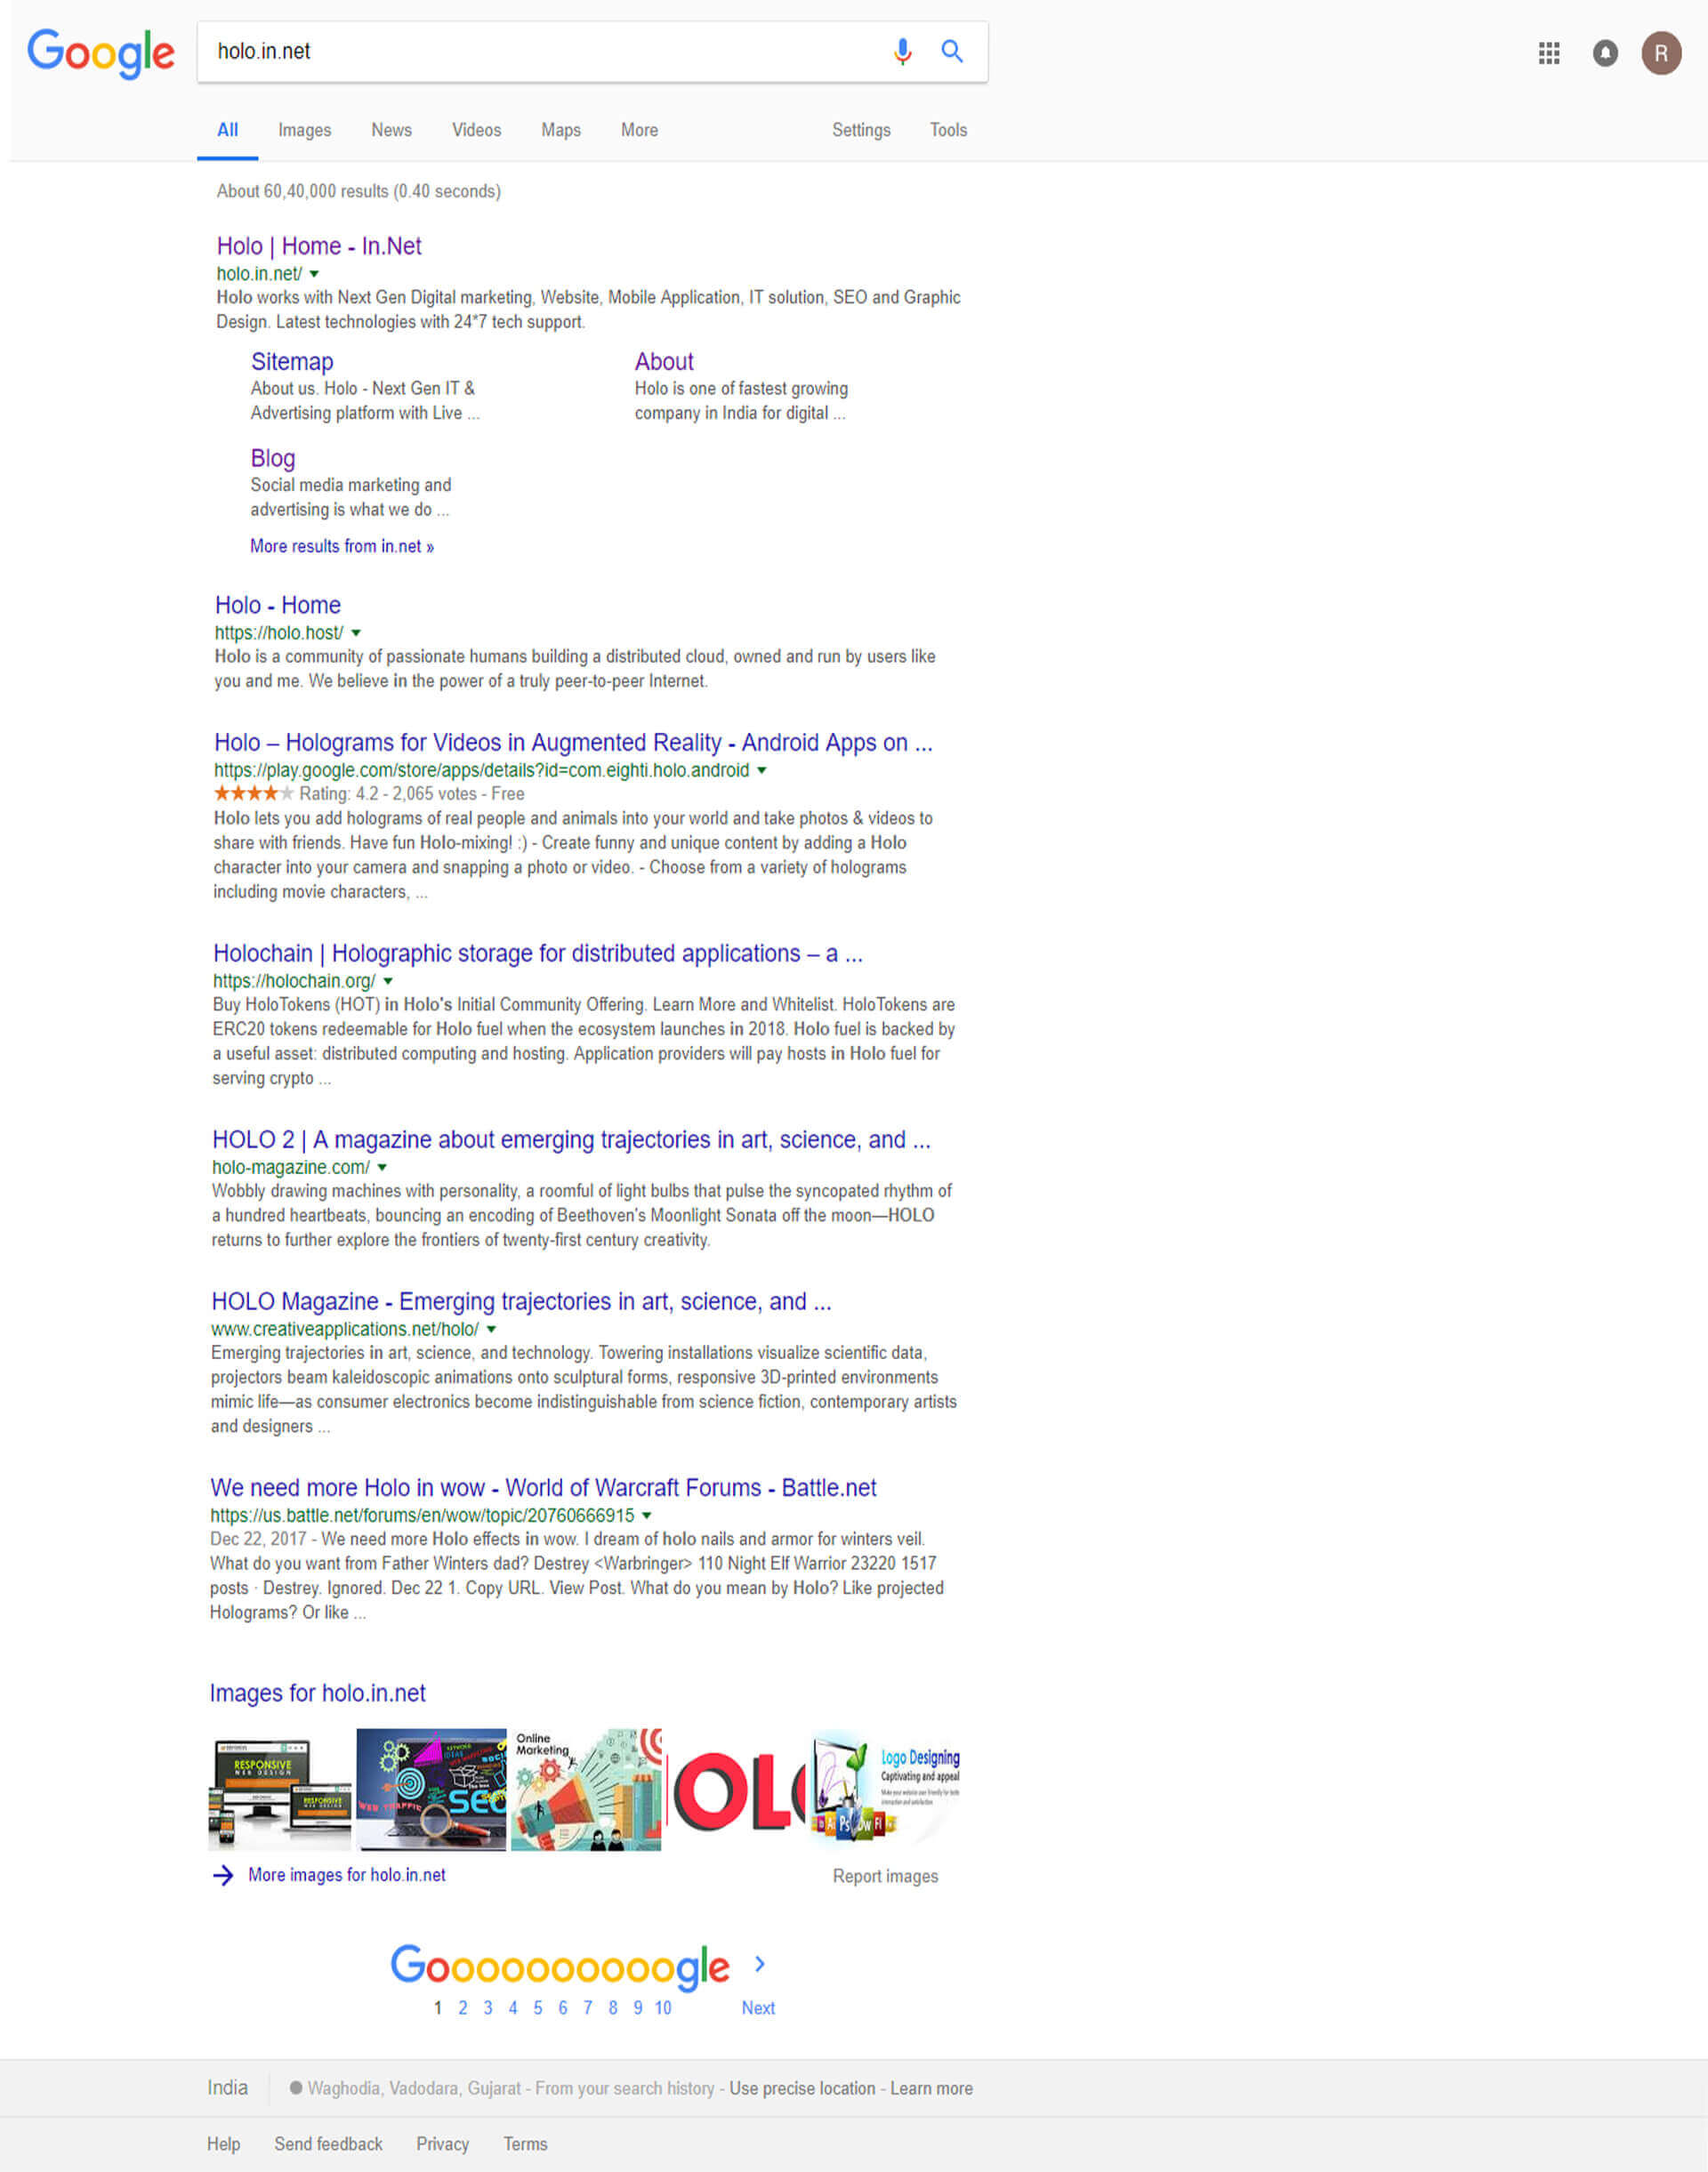 Google
holo.in.net
R
All Images News Videos Maps More Settings Tools
About 60,40,000 results (0.40 seconds)
Holo | Home - In.Net
holo.in.net/
Holo works with Next Gen Digital marketing, Website, Mobile Application, IT solution, SEO and Graphic
Design. Latest technologies with 24*7 tech support.
Sitemap
About us. Holo - Next Gen IT &
Advertising platform with Live ...
About
Holo is one of fastest growing
company in India for digital ...
Blog
Social media marketing and
advertising is what we do ...
More results from in.net »
Holo - Home
https://holo.host/
Holo is a community of passionate humans building a distributed cloud, owned and run by users like
you and me. We believe in the power of a truly peer-to-peer Internet.
Holo – Holograms for Videos in Augmented Reality - Android Apps on ...
https://play.google.com/store/apps/details?id=com.eighti.holo.android
Rating: 4.2 - 2,065 votes - Free
Holo lets you add holograms of real people and animals into your world and take photos & videos to
share with friends. Have fun Holo-mixing! :) - Create funny and unique content by adding a Holo
character into your camera and snapping a photo or video. - Choose from a variety of holograms
including movie characters, ...
Holochain | Holographic storage for distributed applications – a ...
https://holochain.org/
Buy HoloTokens (HOT) in Holo's Initial Community Offering. Learn More and Whitelist. HoloTokens are
ERC20 tokens redeemable for Holo fuel when the ecosystem launches in 2018. Holo fuel is backed by
a useful asset: distributed computing and hosting. Application providers will pay hosts in Holo fuel for
serving crypto ...
HOLO 2 | A magazine about emerging trajectories in art, science, and ...
holo-magazine.com/
Wobbly drawing machines with personality, a roomful of light bulbs that pulse the syncopated rhythm of
a hundred heartbeats, bouncing an encoding of Beethoven's Moonlight Sonata off the moon—HOLO
returns to further explore the frontiers of twenty-first century creativity.
HOLO Magazine - Emerging trajectories in art, science, and ...
www.creativeapplications.net/holo/
Emerging trajectories in art, science, and technology. Towering installations visualize scientific data,
projectors beam kaleidoscopic animations onto sculptural forms, responsive 3D-printed environments
mimic life—as consumer electronics become indistinguishable from science fiction, contemporary artists
and designers ...
We need more Holo in wow - World of Warcraft Forums - Battle.net
https://us.battle.net/forums/en/wow/topic/20760666915
Dec 22, 2017 - We need more Holo effects in wow. I dream of holo nails and armor for winters veil.
What do you want from Father Winters dad? Destrey <Warbringer> 110 Night Elf Warrior 23220 1517
posts · Destrey. Ignored. Dec 22 1. Copy URL. View Post. What do you mean by Holo? Like projected
Holograms? Or like ...
Images for holo.in.net
RESPONSIVE
WEB DESIGN
RESPONSIVE
WEB DESIGN
WEB TRAFFIC
SEO
Online
Marketing
OLO
Logo Designing
Captivating and appeal
Ps Dw Fl
More images for holo.in.net
Report images
Goooooooooogle
1 2 3 4 5 6 7 8 9 10 Next
India Waghodia, Vadodara, Gujarat - From your search history - Use precise location - Learn more
Help Send feedback Privacy Terms